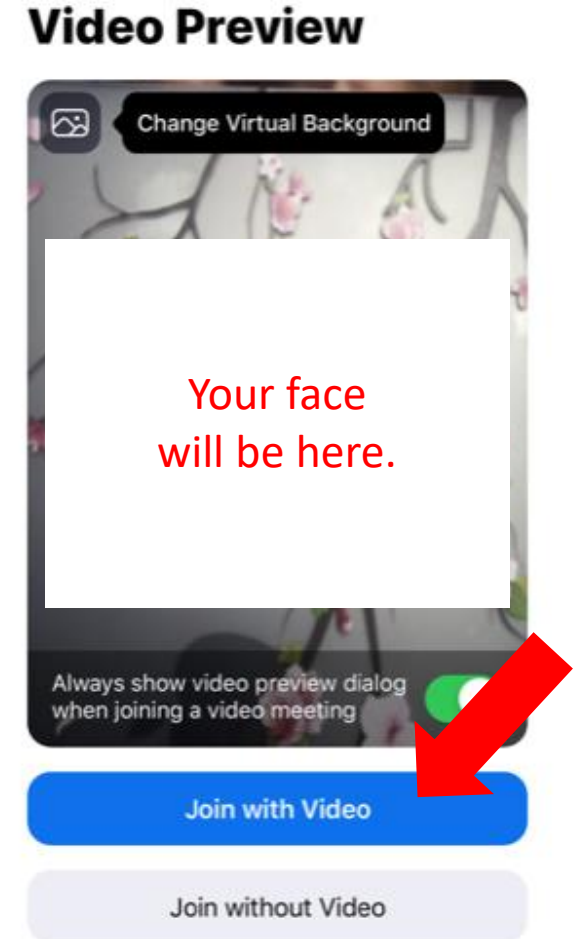 Video Preview
Change Virtual Background
Your face
will be here.
Always show video preview dialog
when joining a video meeting
Join with Video
Join without Video